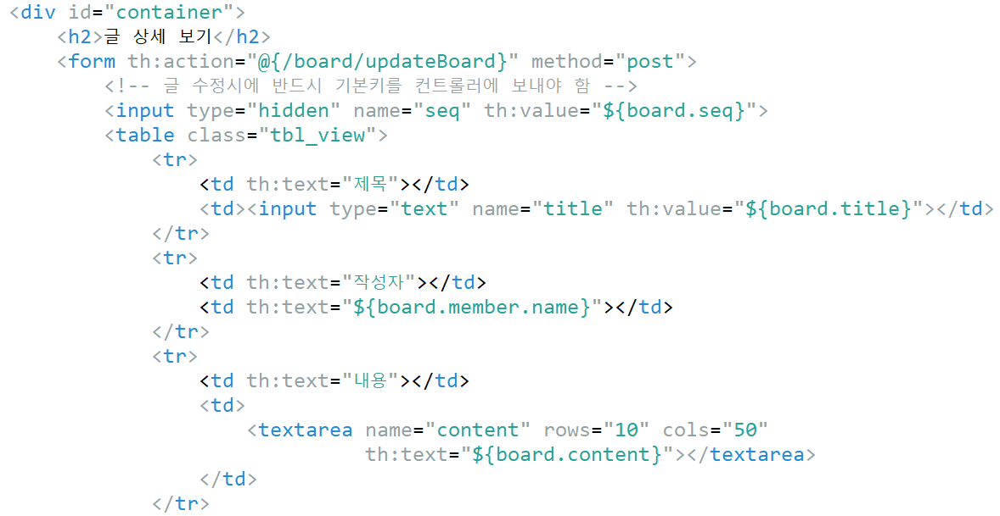 <div id="container">
<h2>글 상세 보기</h2>
<form th:action="@{/board/updateBoard}" method="post">
<!-- 글 수정시에 반드시 기본키를 컨트롤러에 보내야 함 -->
<input type="hidden" name="seq" th:value="${board.seq}">
<table class="tbl_view">
<tr>
<td th:text="제목"></td>
<td><input type="text" name="title" th:value="${board.title}"></td>
</tr>
<tr>
<td th:text="작성자"></td>
<td th:text="${board.member.name}"></td>
</tr>
<tr>
<td th:text="내용"></td>
<td>
<textarea name="content" rows="10" cols="50"
th:text="${board.content}"></textarea>
</td>
</tr>